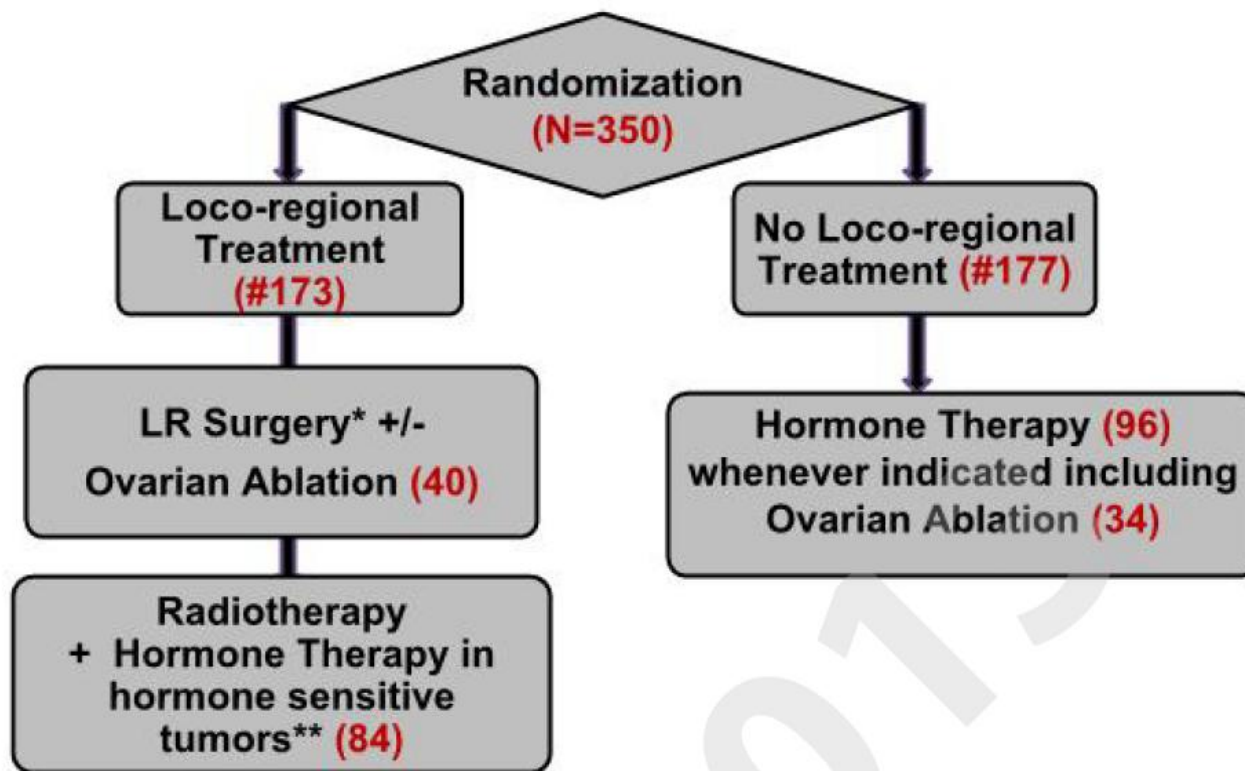 Randomization
(N=350)
Loco-regional
Treatment
(#173)
No Loco-regional
Treatment (#177)
LR Surgery* +/-
Ovarian Ablation (40)
Hormone Therapy (96)
whenever indicated including
Ovarian Ablation (34)
Radiotherapy
+ Hormone Therapy in
hormone sensitive
tumors** (84)